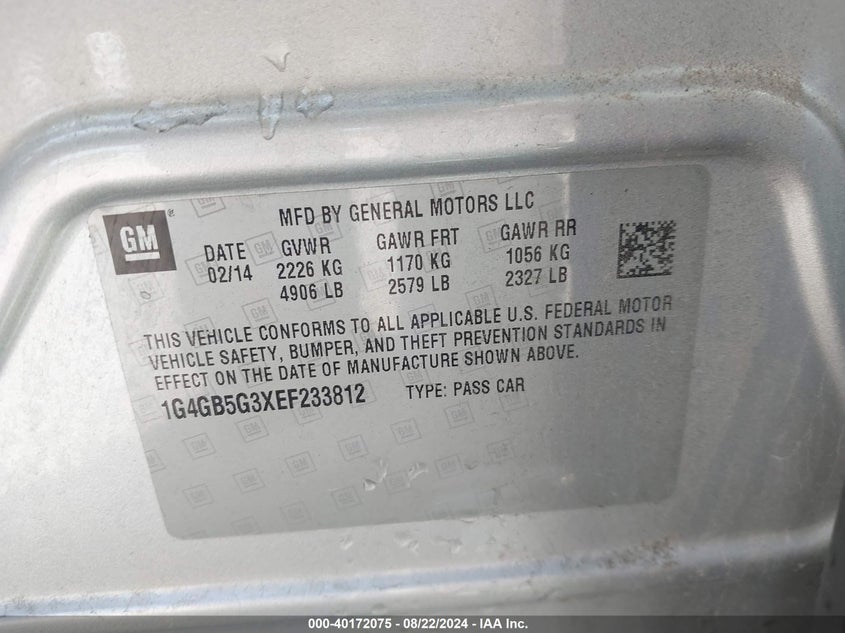 GM
MFD BY GENERAL MOTORS LLC
DATE GVWR GAWR FRT GAWR RR
02/14 2226 KG 1170 KG 1056 KG
4906 LB 2579 LB 2327 LB
THIS VEHICLE CONFORMS TO ALL APPLICABLE U.S. FEDERAL MOTOR
VEHICLE SAFETY, BUMPER, AND THEFT PREVENTION STANDARDS IN
EFFECT ON THE DATE OF MANUFACTURE SHOWN ABOVE.
1G4GB5G3XEF233812 TYPE: PASS CAR
000-40172075 - 08/22/2024 - IAA Inc.